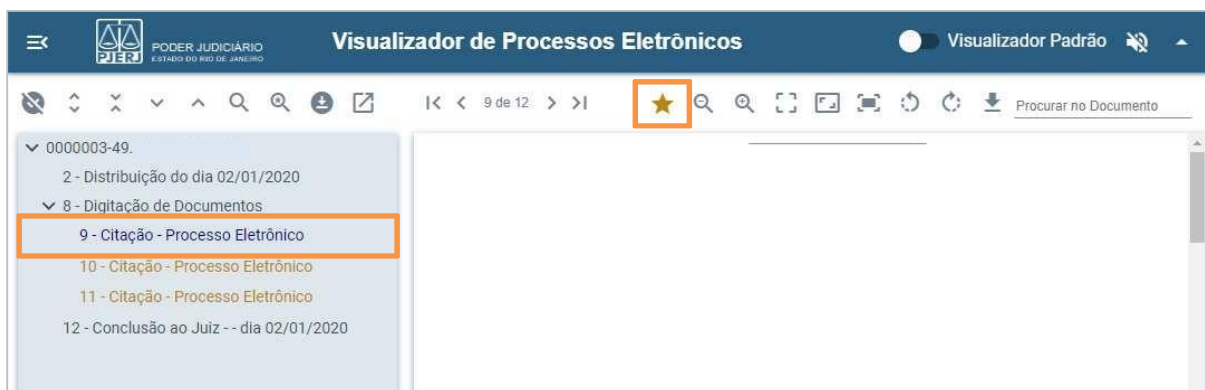 PJERJ
PODER JUDICIÁRIO
ESTADO DO RIO DE JANEIRO
Visualizador de Processos Eletrônicos
Visualizador Padrão
9 de 12
Procurar no Documento
0000003-49.
2 - Distribuição do dia 02/01/2020
8 - Digitação de Documentos
9 - Citação - Processo Eletrônico
10 - Citação - Processo Eletrônico
11 - Citação - Processo Eletrônico
12 - Conclusão ao Juiz - - dia 02/01/2020